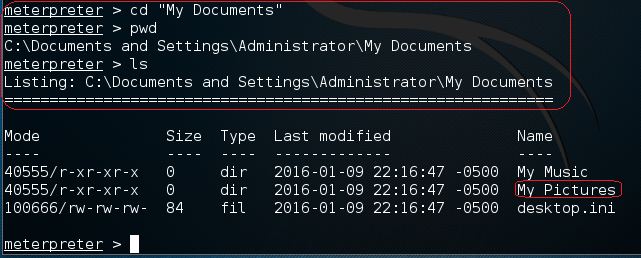 meterpreter > cd "My Documents"
meterpreter > pwd
C:\Documents and Settings\Administrator\My Documents
meterpreter > ls
Listing: C:\Documents and Settings\Administrator\My Documents
=============================================================
Mode Size Type Last modified Name
---- ---- ---- ------------- ----
40555/r-xr-xr-x 0 dir 2016-01-09 22:16:47 -0500 My Music
40555/r-xr-xr-x 0 dir 2016-01-09 22:16:47 -0500 My Pictures
100666/rw-rw-rw- 84 fil 2016-01-09 22:16:47 -0500 desktop.ini
meterpreter >